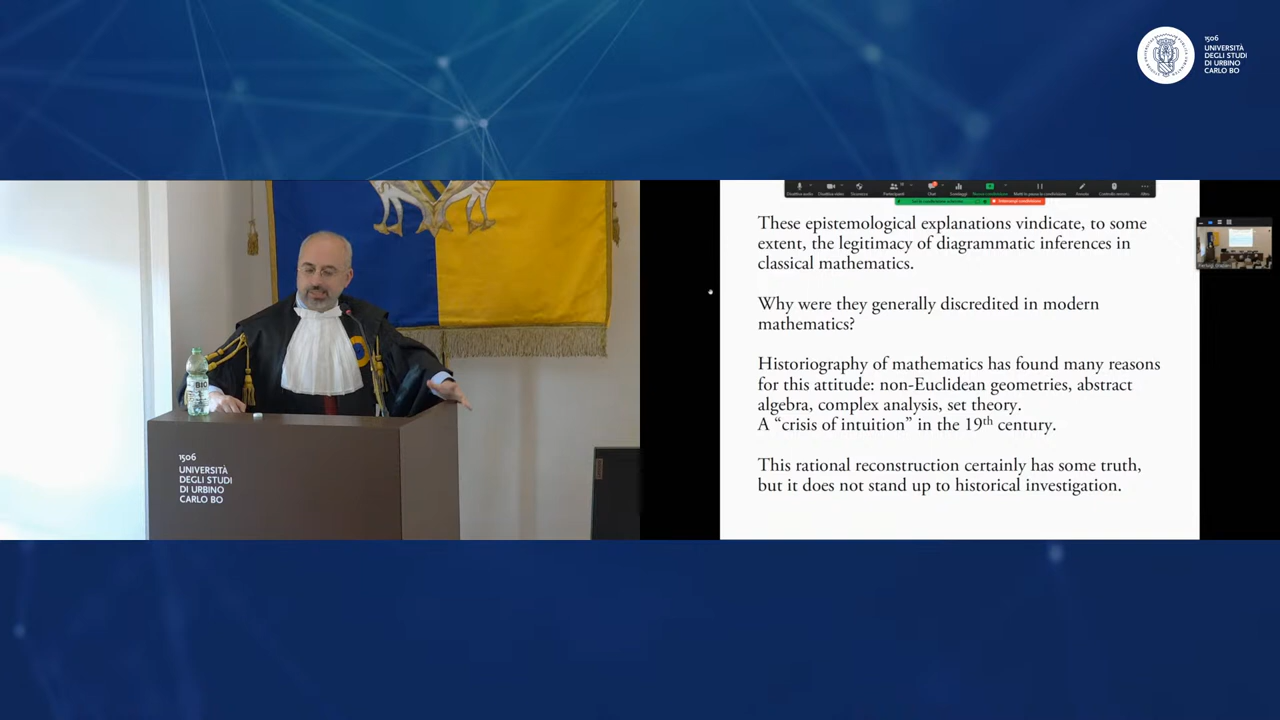 1506
UNIVERSITÀ
DEGLI STUDI
DI URBINO
CARLO BO
These epistemological explanations vindicate, to some
extent, the legitimacy of diagrammatic inferences in
classical mathematics.
Why were they generally discredited in modern
mathematics?
Historiography of mathematics has found many reasons
for this attitude: non-Euclidean geometries, abstract
algebra, complex analysis, set theory.
A “crisis of intuition” in the 19th century.
This rational reconstruction certainly has some truth,
but it does not stand up to historical investigation.
BIO
1506
UNIVERSITÀ
DEGLI STUDI
DI URBINO
CARLO BO